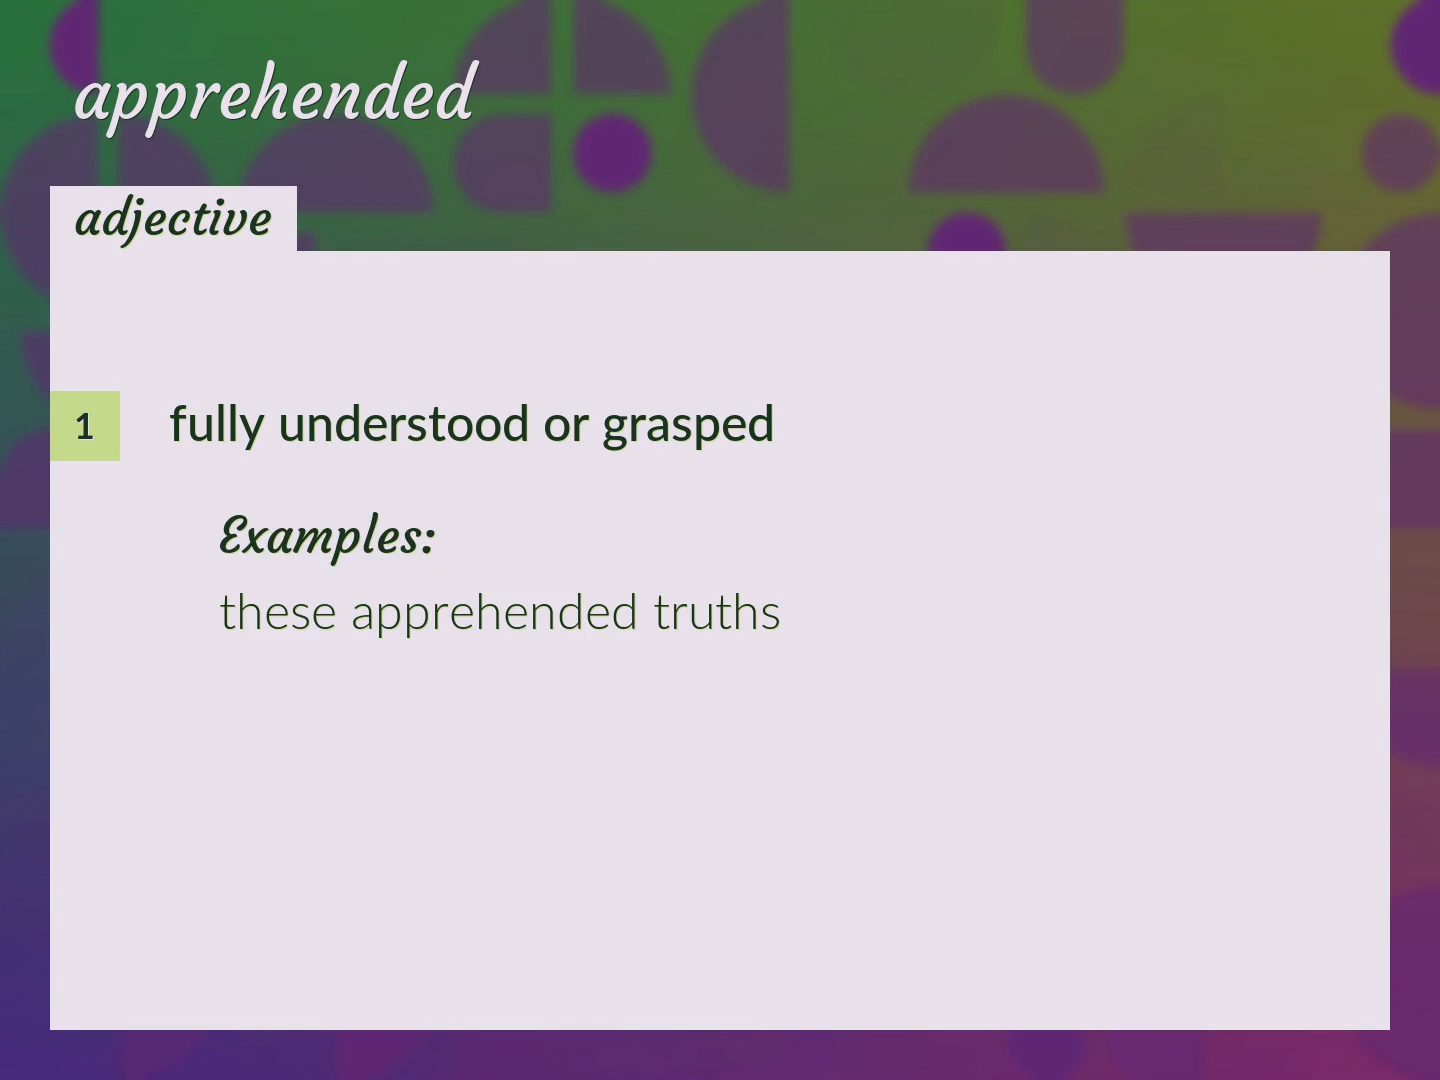 apprehended
adjective
1 fully understood or grasped
Examples:
these apprehended truths